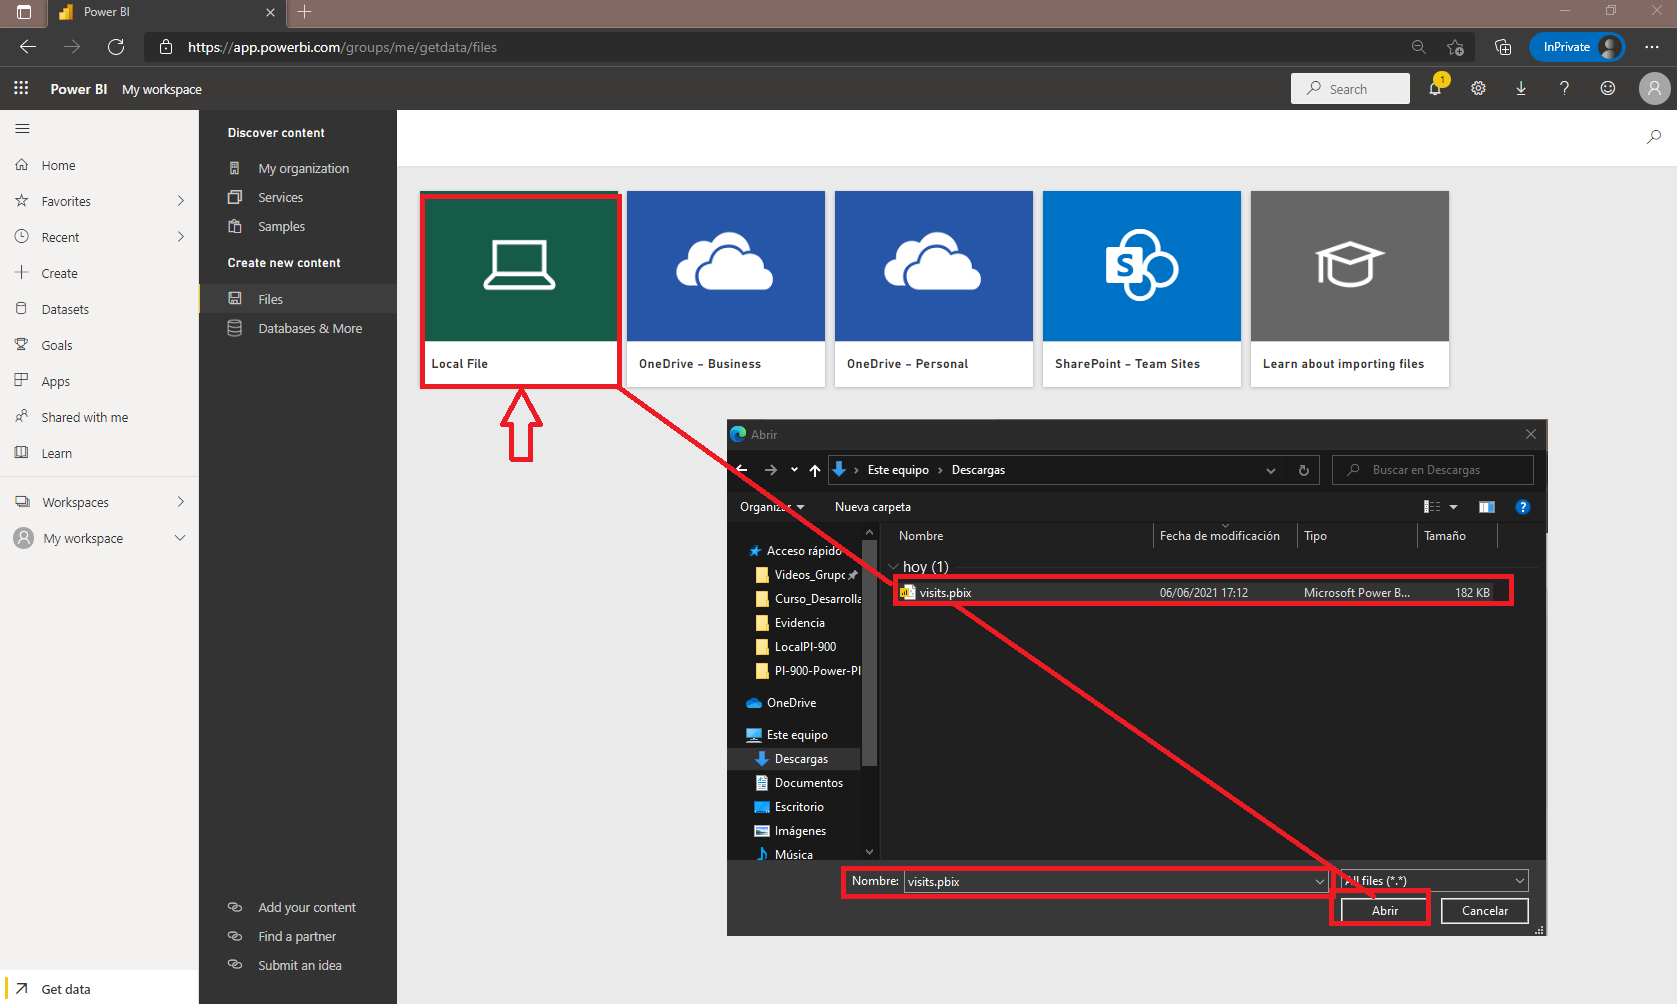 Power BI
https://app.powerbi.com/groups/me/getdata/files
InPrivate
Power BI My workspace
Search
1
Home
Favorites
Recent
Create
Datasets
Goals
Apps
Shared with me
Learn
Workspaces
My workspace
Get data
Discover content
My organization
Services
Samples
Create new content
Files
Databases & More
Add your content
Find a partner
Submit an idea
Local File
OneDrive – Business
OneDrive – Personal
S
SharePoint – Team Sites
Learn about importing files
Abrir
Este equipo › Descargas
Buscar en Descargas
Organizar
Nueva carpeta
Nombre
Fecha de modificación
Tipo
Tamaño
hoy (1)
visits.pbix
06/06/2021 17:12
Microsoft Power B...
182 KB
Acceso rápido
Videos_Grupo
Curso_Desarrolla
Evidencia
LocalPI-900
PI-900-Power-Pl
OneDrive
Este equipo
Descargas
Documentos
Escritorio
Imágenes
Música
Nombre:
visits.pbix
All files (*.*)
Abrir
Cancelar